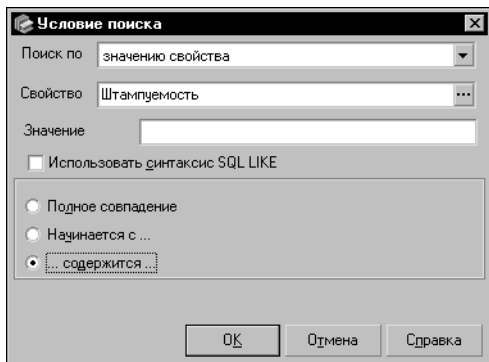 Условие поиска
Поиск по значению свойства
Свойство Штампуемость ...
Значение
Использовать синтаксис SQL LIKE
Полное совпадение
Начинается с ...
... содержится ...
OK Отмена Справка